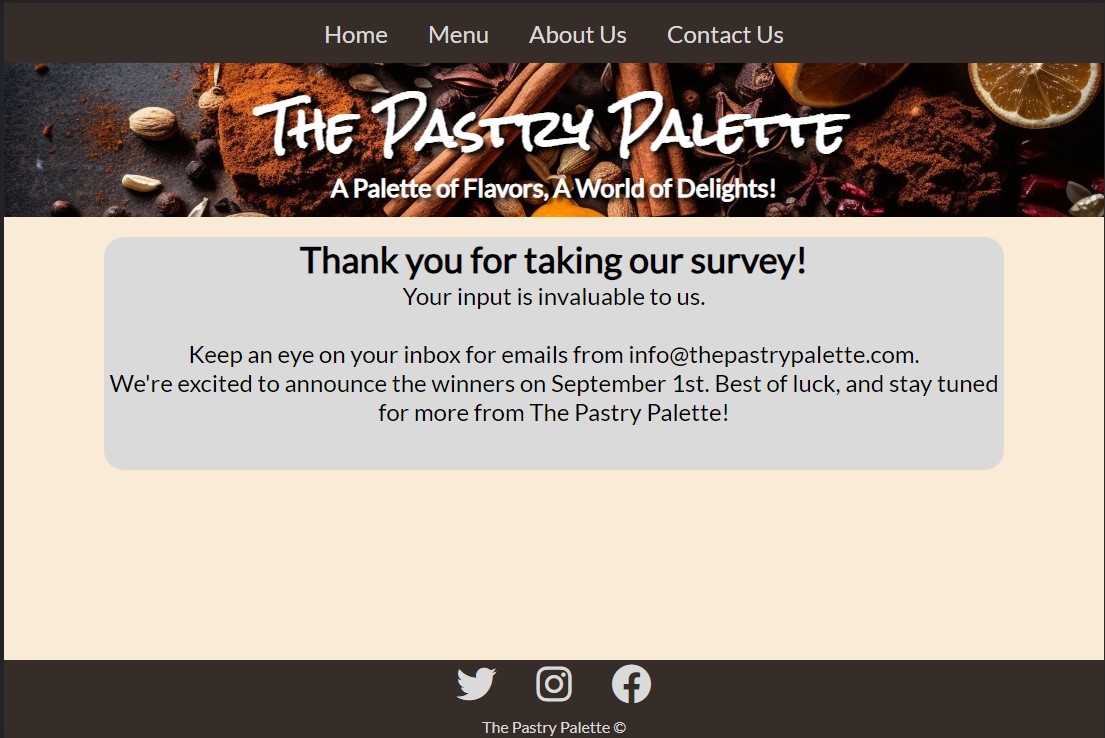 Home Menu About Us Contact Us
The Pastry Palette
A Palette of Flavors, A World of Delights!
Thank you for taking our survey!
Your input is invaluable to us.
Keep an eye on your inbox for emails from info@thepastrypalette.com.
We're excited to announce the winners on September 1st. Best of luck, and stay tuned
for more from The Pastry Palette!
The Pastry Palette ©